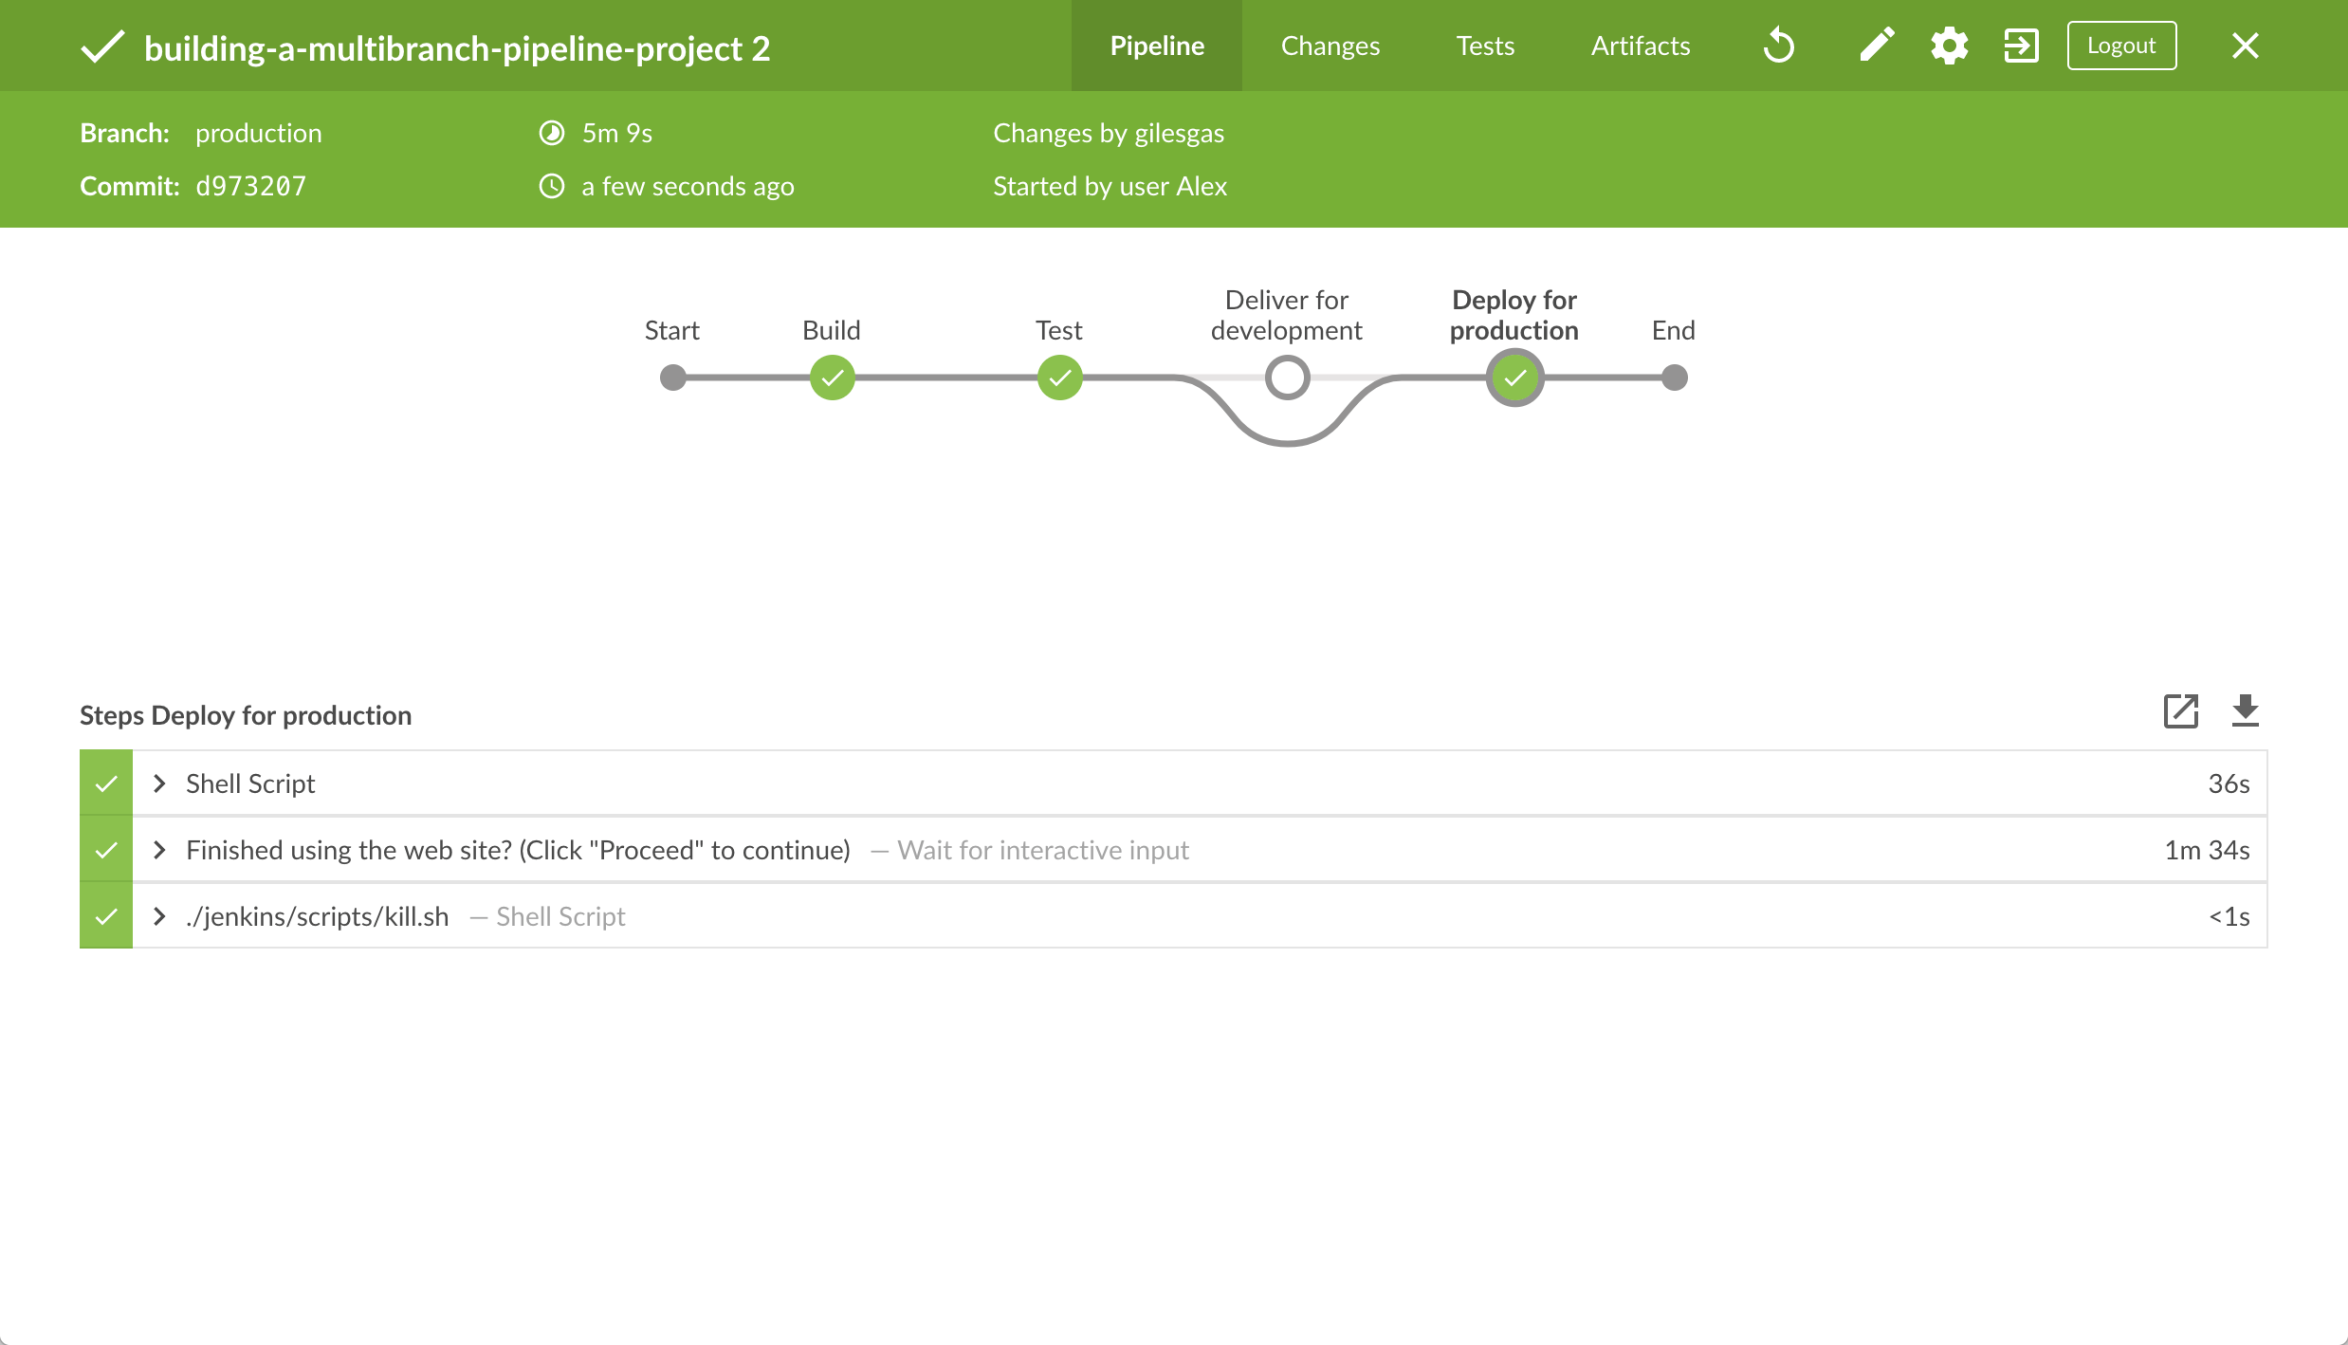 building-a-multibranch-pipeline-project 2
Pipeline
Changes
Tests
Artifacts
Logout
Branch: production
5m 9s
Changes by gilesgas
Commit: d973207
a few seconds ago
Started by user Alex
Start
Build
Test
Deliver for
development
Deploy for
production
End
Steps Deploy for production
Shell Script
36s
Finished using the web site? (Click "Proceed" to continue) — Wait for interactive input
1m 34s
./jenkins/scripts/kill.sh — Shell Script
<1s